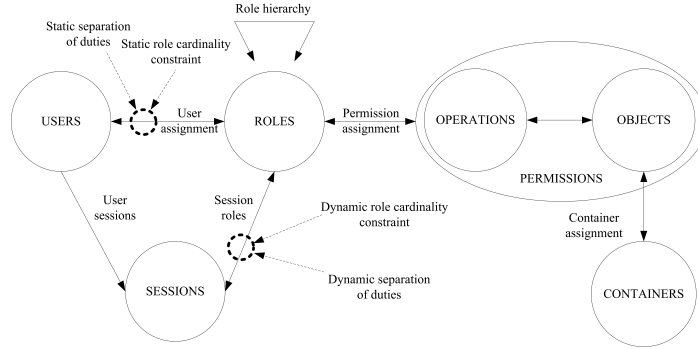 Role hierarchy
Static separation
of duties
Static role cardinality
constraint
USERS
User
assignment
ROLES
Permission
assignment
OPERATIONS
OBJECTS
PERMISSIONS
User
sessions
Session
roles
Dynamic role cardinality
constraint
Container
assignment
SESSIONS
Dynamic separation
of duties
CONTAINERS